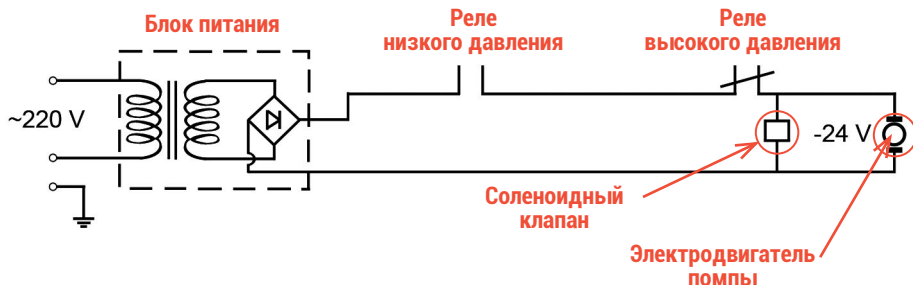 Блок питания
Реле
низкого давления
Реле
высокого давления
~220 V
-24 V
Соленоидный
клапан
Электродвигатель
помпы